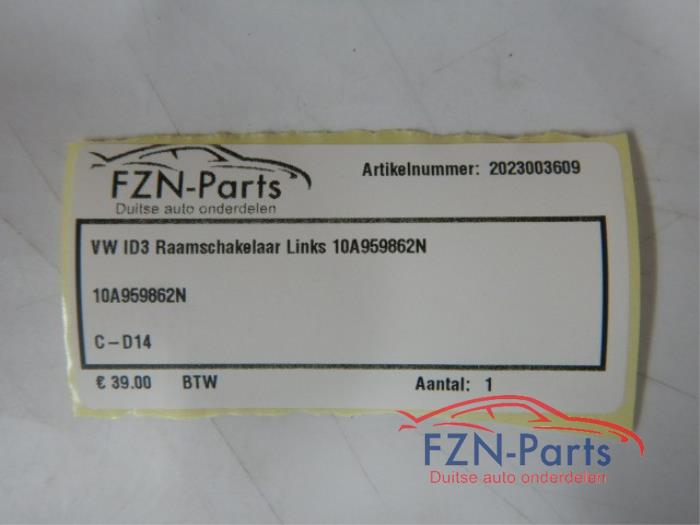 FZN-Parts
Duitse auto onderdelen
Artikelnummer: 2023003609
VW ID3 Raamschakelaar Links 10A959862N
10A959862N
C-D14
€ 39.00 BTW Aantal: 1
FZN-Parts
Duitse auto onderdelen